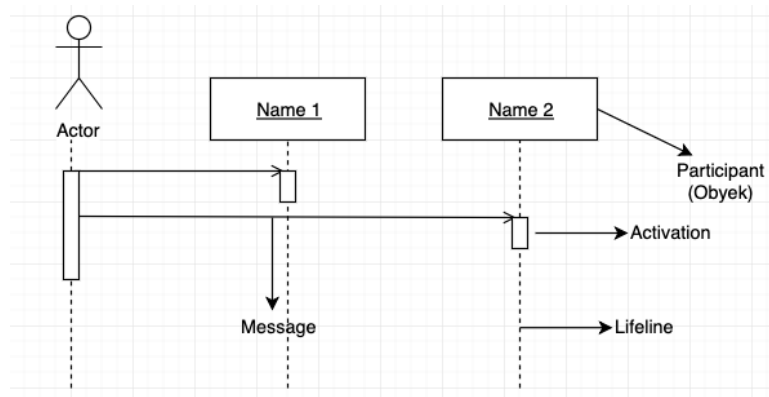 Actor
Name 1
Name 2
Participant
(Obyek)
Activation
Message
Lifeline